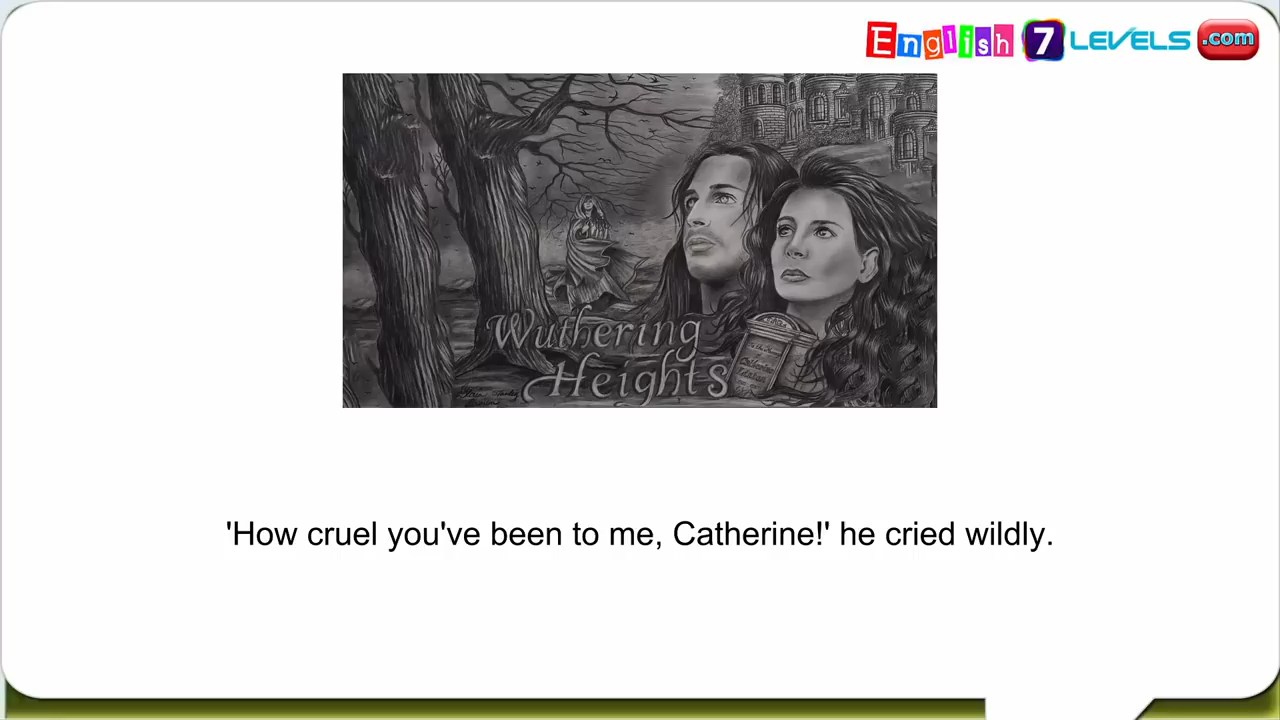 English 7 LEVELS .com
Wuthering
Heights
'How cruel you've been to me, Catherine!' he cried wildly.